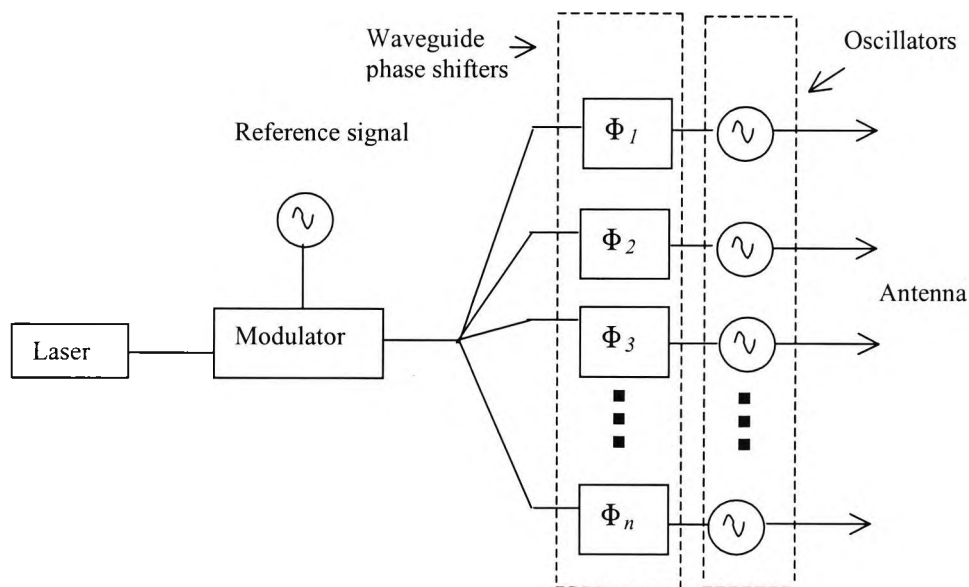 Waveguide
phase shifters
Oscillators
Reference signal
Φ1
Φ2
Antenna
Modulator
Laser
Φ3
Φn